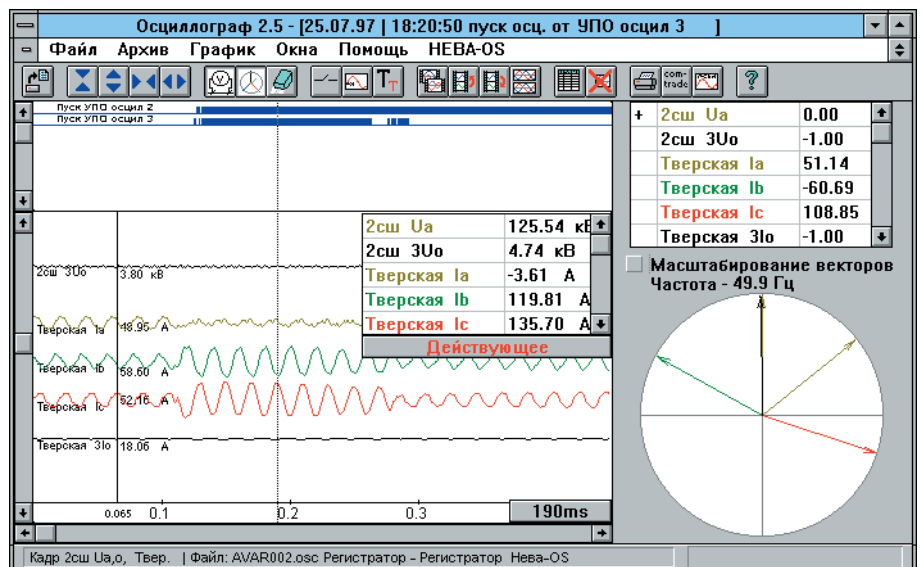 Осциллограф 2.5 - [25.07.97 | 18:20:50 пуск осц. от УПО осцил 3 ]
Файл Архив График Окна Помощь НЕВА-OS
com-
trade
Пуск УПО осцил 2
Пуск УПО осцил 3
+ 2сш Ua 0.00
2сш 3Uo -1.00
Тверская Ia 51.14
Тверская Ib -60.69
Тверская Ic 108.85
Тверская 3Io -1.00
2сш Ua 125.54 кВ
2сш 3Uo 4.74 кВ
Тверская Ia -3.61 А
Тверская Ib 119.81 А
Тверская Ic 135.70 А
Действующее
Масштабирование векторов
Частота - 49.9 Гц
2сш 3Uo 3.80 кВ
Тверская Ia 48.95 А
Тверская Ib 58.60 А
Тверская Ic 52.16 А
Тверская 3Io 18.06 А
0.065 0.1 0.2 0.3 190ms
Кадр 2сш Ua,o, Твер. | Файл: AVAR002.osc Регистратор - Регистратор Нева-OS